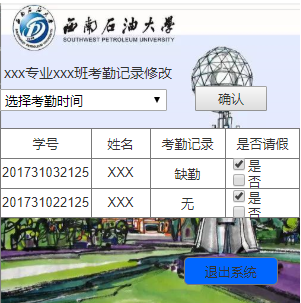 西南石油大学
SOUTHWEST PETROLEUM UNIVERSITY
xxx专业xxx班考勤记录修改
选择考勤时间 确认
学号 姓名 考勤记录 是否请假
201731032125 XXX 缺勤 是
否
201731022125 XXX 无 是
否
退出系统